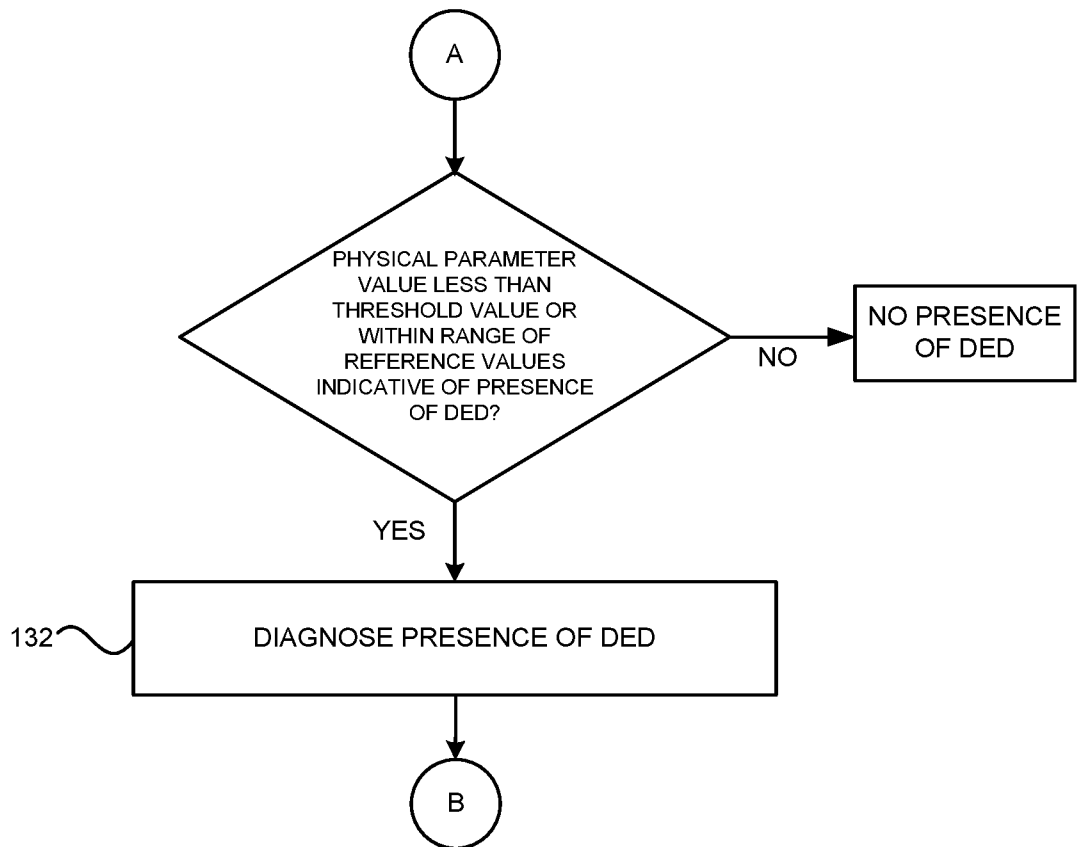 A
PHYSICAL PARAMETER
VALUE LESS THAN
THRESHOLD VALUE OR
WITHIN RANGE OF
REFERENCE VALUES
INDICATIVE OF PRESENCE
OF DED?
NO
NO PRESENCE
OF DED
YES
132
DIAGNOSE PRESENCE OF DED
B